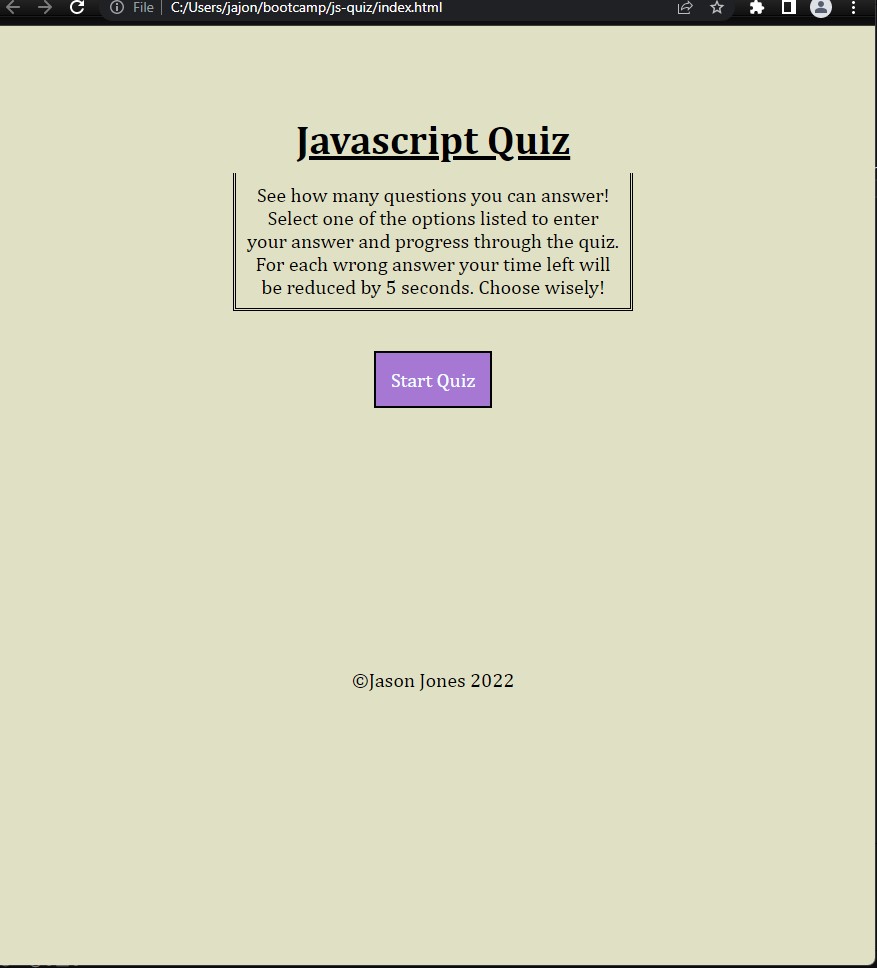 File
C:/Users/jajon/bootcamp/js-quiz/index.html
Javascript Quiz
See how many questions you can answer!
Select one of the options listed to enter
your answer and progress through the quiz.
For each wrong answer your time left will
be reduced by 5 seconds. Choose wisely!
Start Quiz
©Jason Jones 2022